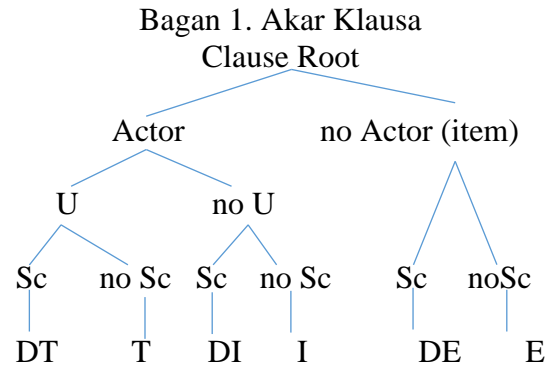 Bagan 1. Akar Klausa
Clause Root
Actor no Actor (item)
U no U
Sc no Sc Sc no Sc Sc noSc
DT T DI I DE E